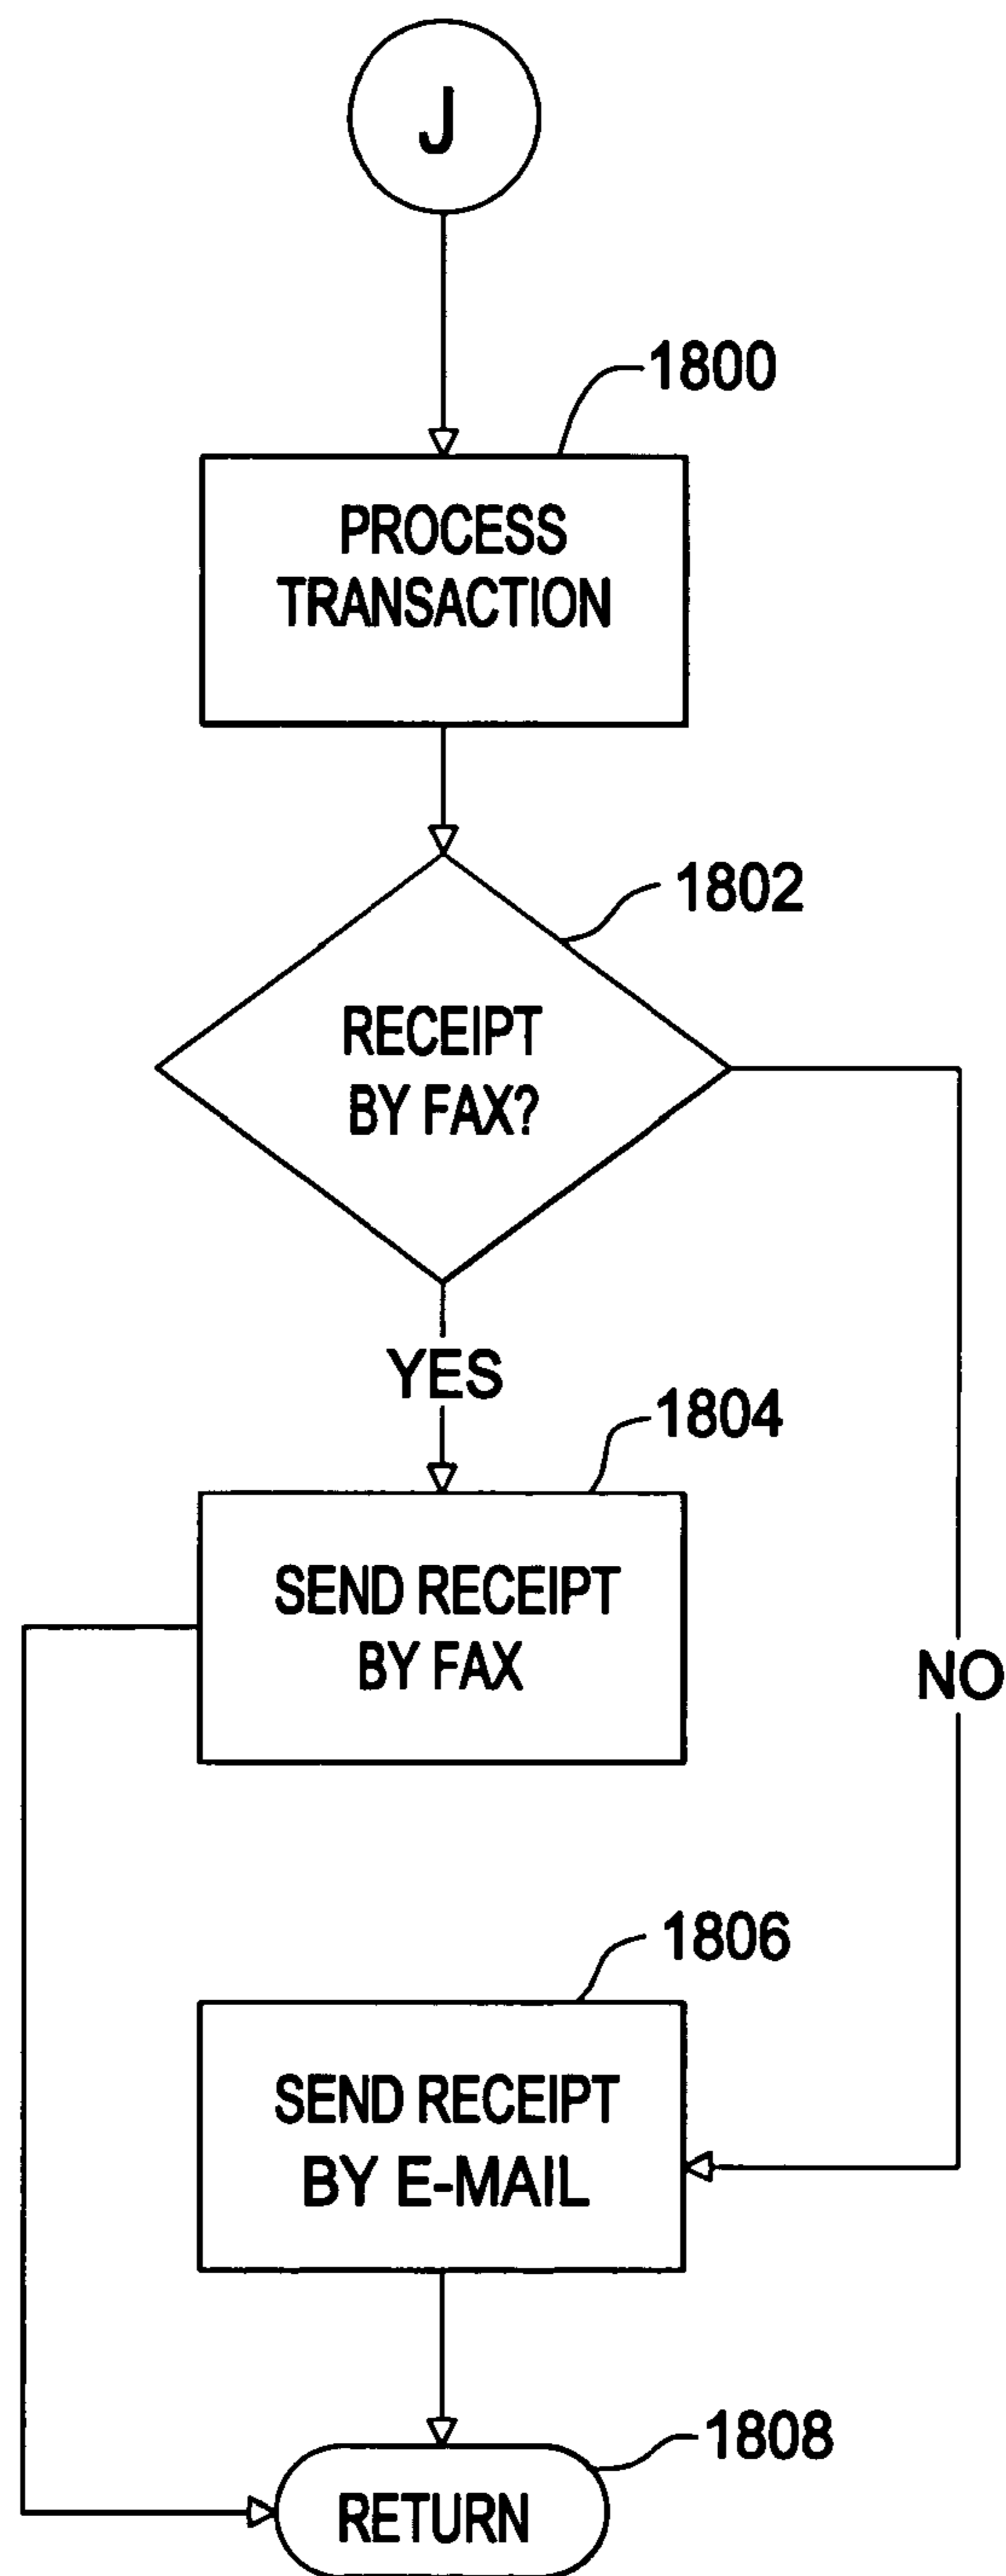 J
1800
PROCESS
TRANSACTION
1802
RECEIPT
BY FAX?
YES
1804
SEND RECEIPT
BY FAX
NO
1806
SEND RECEIPT
BY E-MAIL
1808
RETURN